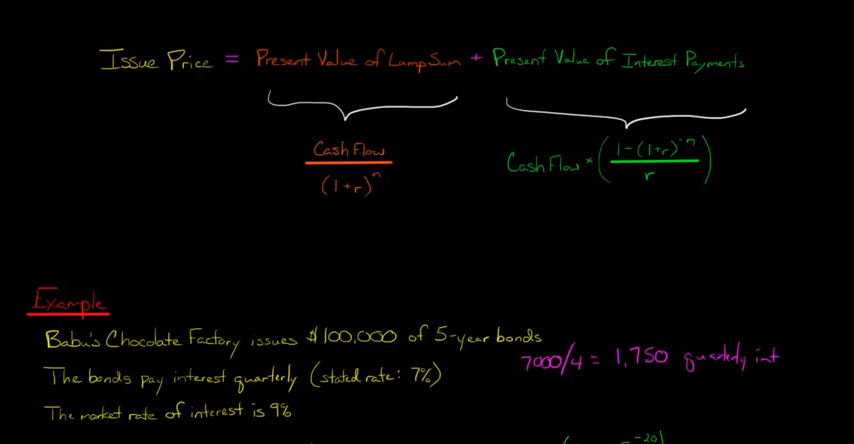 Issue Price = Present Value of Lump Sum + Present Value of Interest Payments
Cash Flow / (1+r)^n
Cash Flow × ( 1-(1+r)^-n / r )
Example
Babu's Chocolate Factory issues $100,000 of 5-year bonds
The bonds pay interest quarterly (stated rate: 7%)
7000/4 = 1,750 quarterly int
The market rate of interest is 9%
-20